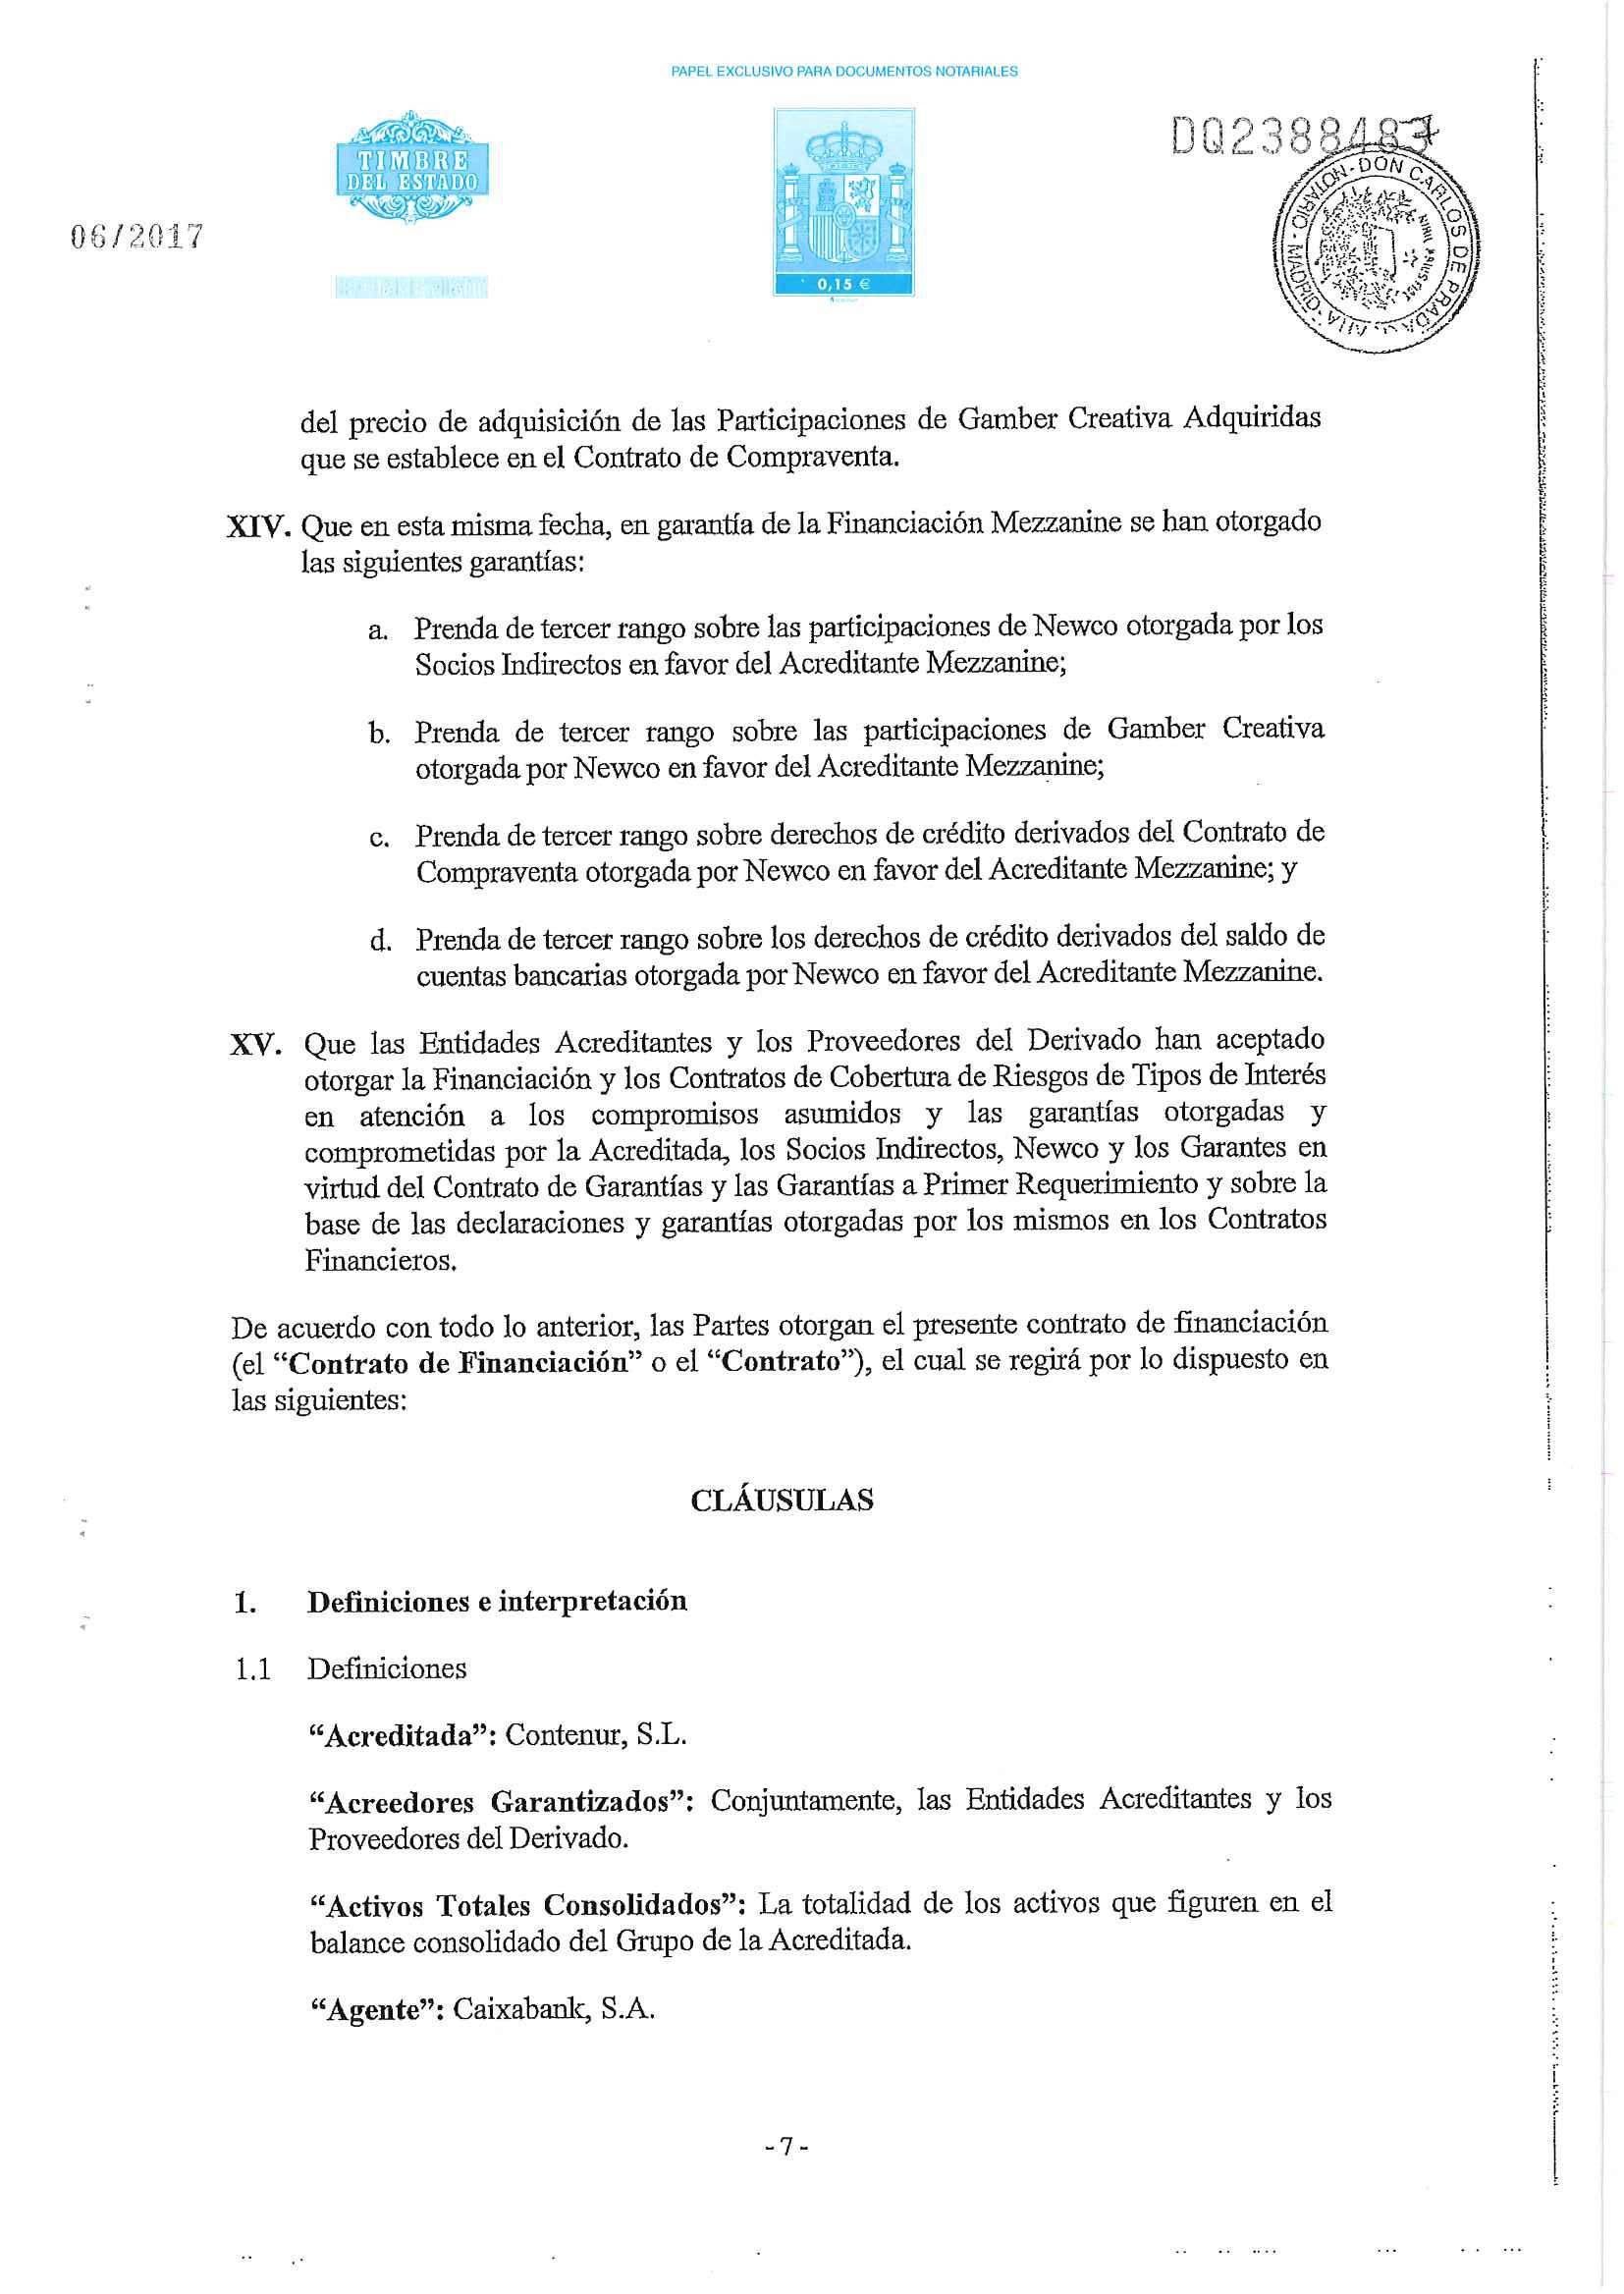 PAPEL EXCLUSIVO PARA DOCUMENTOS NOTARIALES
TIMBRE
DEL ESTADO
06/2017
0,15 €
NOTARIO - DON CARLOS DE PRADA
MADRID
del precio de adquisición de las Participaciones de Gamber Creativa Adquiridas
que se establece en el Contrato de Compraventa.
XIV. Que en esta misma fecha, en garantía de la Financiación Mezzanine se han otorgado
las siguientes garantías:
a. Prenda de tercer rango sobre las participaciones de Newco otorgada por los
Socios Indirectos en favor del Acreditante Mezzanine;
b. Prenda de tercer rango sobre las participaciones de Gamber Creativa
otorgada por Newco en favor del Acreditante Mezzanine;
c. Prenda de tercer rango sobre derechos de crédito derivados del Contrato de
Compraventa otorgada por Newco en favor del Acreditante Mezzanine; y
d. Prenda de tercer rango sobre los derechos de crédito derivados del saldo de
cuentas bancarias otorgada por Newco en favor del Acreditante Mezzanine.
XV. Que las Entidades Acreditantes y los Proveedores del Derivado han aceptado
otorgar la Financiación y los Contratos de Cobertura de Riesgos de Tipos de Interés
en atención a los compromisos asumidos y las garantías otorgadas y
comprometidas por la Acreditada, los Socios Indirectos, Newco y los Garantes en
virtud del Contrato de Garantías y las Garantías a Primer Requerimiento y sobre la
base de las declaraciones y garantías otorgadas por los mismos en los Contratos
Financieros.
De acuerdo con todo lo anterior, las Partes otorgan el presente contrato de financiación
(el “Contrato de Financiación” o el “Contrato”), el cual se regirá por lo dispuesto en
las siguientes:
CLÁUSULAS
1. Definiciones e interpretación
1.1 Definiciones
“Acreditada”: Contenur, S.L.
“Acreedores Garantizados”: Conjuntamente, las Entidades Acreditantes y los
Proveedores del Derivado.
“Activos Totales Consolidados”: La totalidad de los activos que figuren en el
balance consolidado del Grupo de la Acreditada.
“Agente”: Caixabank, S.A.
- 7 -